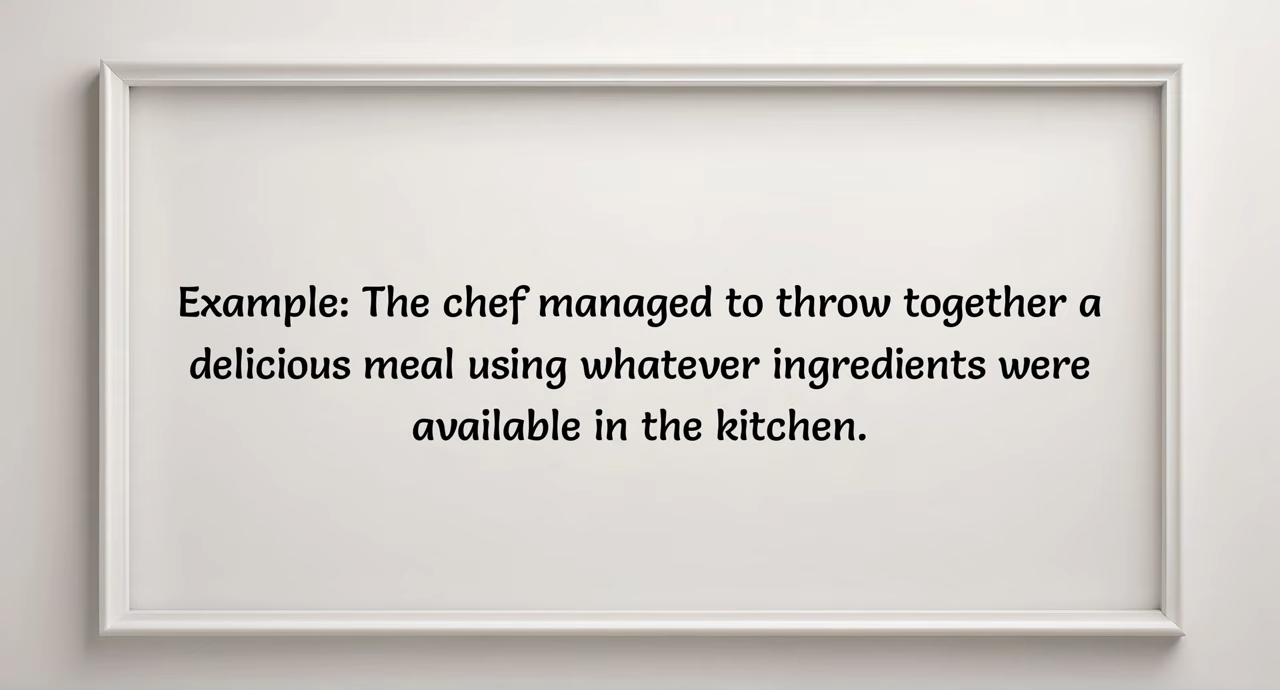 Example: The chef managed to throw together a
delicious meal using whatever ingredients were
available in the kitchen.